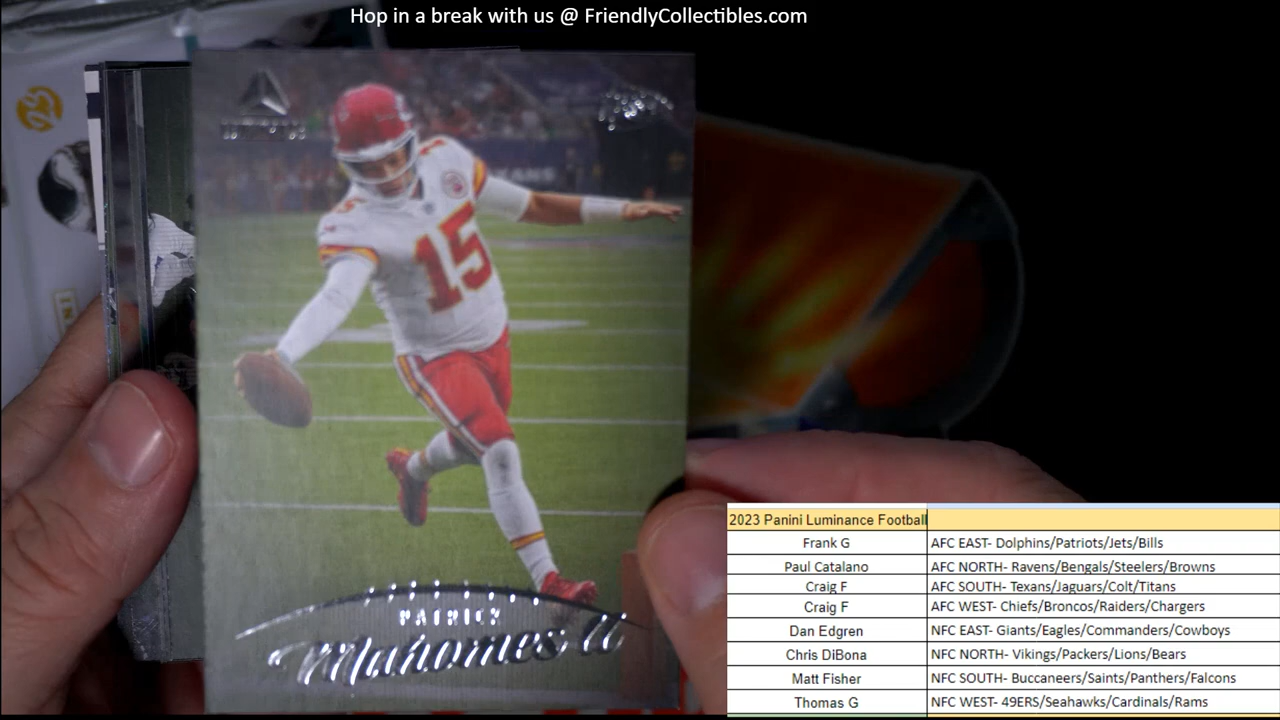 Hop in a break with us @ FriendlyCollectibles.com
15
PATRICK
Mahomes II
2023 Panini Luminance Football
Frank G AFC EAST- Dolphins/Patriots/Jets/Bills
Paul Catalano AFC NORTH- Ravens/Bengals/Steelers/Browns
Craig F AFC SOUTH- Texans/Jaguars/Colt/Titans
Craig F AFC WEST- Chiefs/Broncos/Raiders/Chargers
Dan Edgren NFC EAST- Giants/Eagles/Commanders/Cowboys
Chris DiBona NFC NORTH- Vikings/Packers/Lions/Bears
Matt Fisher NFC SOUTH- Buccaneers/Saints/Panthers/Falcons
Thomas G NFC WEST- 49ERS/Seahawks/Cardinals/Rams